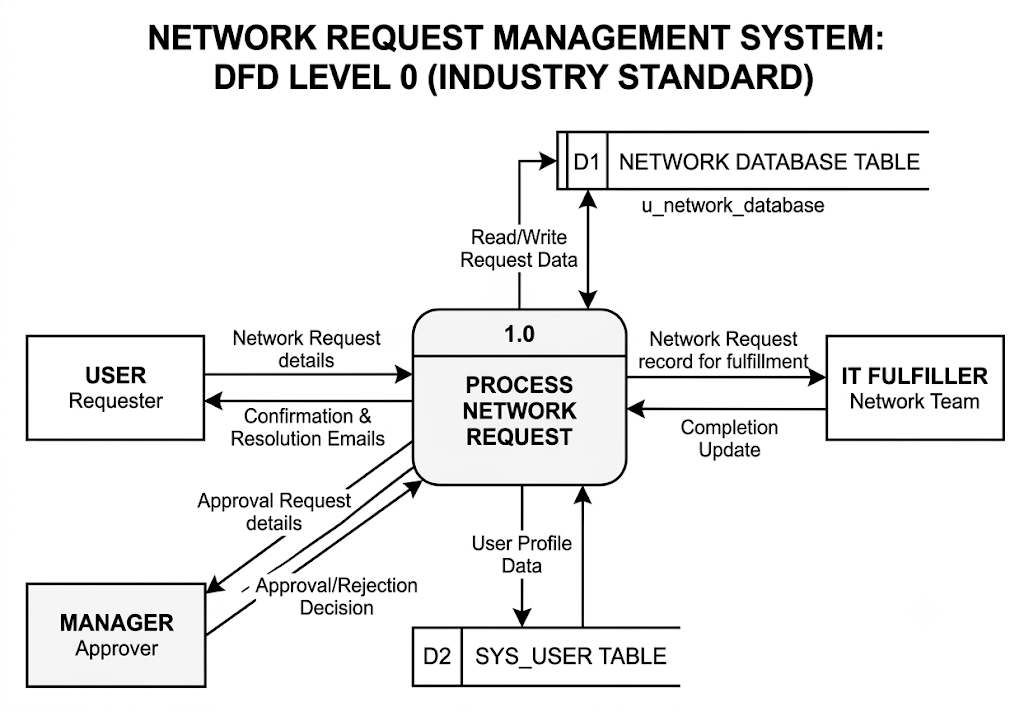 NETWORK REQUEST MANAGEMENT SYSTEM:
DFD LEVEL 0 (INDUSTRY STANDARD)
D1
NETWORK DATABASE TABLE
u_network_database
Read/Write
Request Data
1.0
PROCESS
NETWORK
REQUEST
USER
Requester
Network Request
details
Confirmation &
Resolution Emails
Network Request
record for fulfillment
IT FULFILLER
Network Team
Completion
Update
Approval Request
details
Approval/Rejection
Decision
MANAGER
Approver
User Profile
Data
D2
SYS_USER TABLE